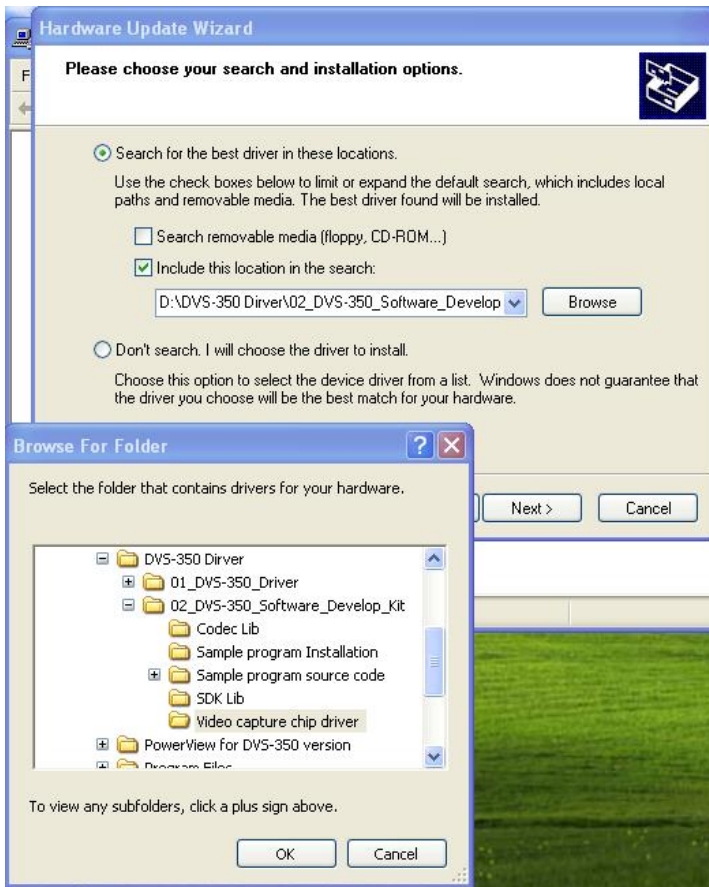 Hardware Update Wizard
F
Please choose your search and installation options.
Search for the best driver in these locations.
Use the check boxes below to limit or expand the default search, which includes local
paths and removable media. The best driver found will be installed.
Search removable media (floppy, CD-ROM...)
Include this location in the search:
D:\DVS-350 Dirver\02_DVS-350_Software_Develop
Browse
Don't search. I will choose the driver to install.
Choose this option to select the device driver from a list. Windows does not guarantee that
the driver you choose will be the best match for your hardware.
Next >
Cancel
Browse For Folder
Select the folder that contains drivers for your hardware.
DVS-350 Dirver
01_DVS-350_Driver
02_DVS-350_Software_Develop_Kit
Codec Lib
Sample program Installation
Sample program source code
SDK Lib
Video capture chip driver
PowerView for DVS-350 version
Program Files
To view any subfolders, click a plus sign above.
OK
Cancel